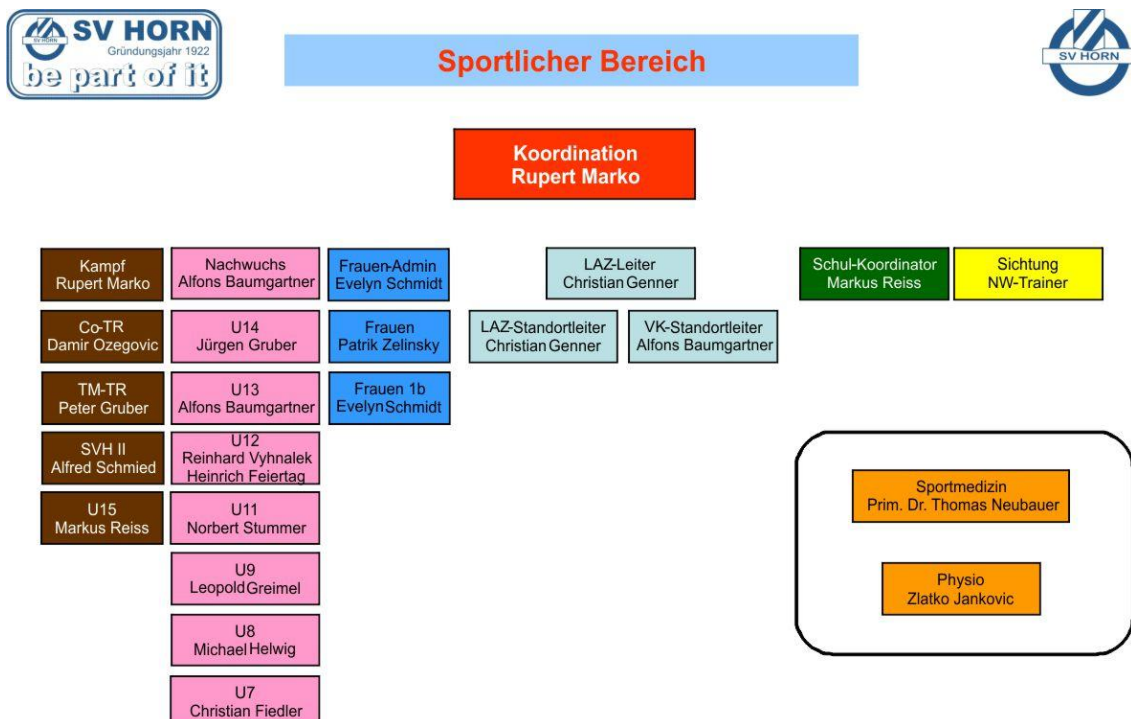 SV HORN
Gründungsjahr 1922
SV HORN
be part of it
Sportlicher Bereich
SV HORN
Koordination
Rupert Marko
Kampf
Rupert Marko
Co-TR
Damir Ozegovic
TM-TR
Peter Gruber
SVH II
Alfred Schmied
U15
Markus Reiss
Nachwuchs
Alfons Baumgartner
U14
Jürgen Gruber
U13
Alfons Baumgartner
U12
Reinhard Vyhnalek
Heinrich Feiertag
U11
Norbert Stummer
U9
Leopold Greimel
U8
Michael Helwig
U7
Christian Fiedler
Frauen-Admin
Evelyn Schmidt
Frauen
Patrik Zelinsky
Frauen 1b
Evelyn Schmidt
LAZ-Leiter
Christian Genner
LAZ-Standortleiter
Christian Genner
VK-Standortleiter
Alfons Baumgartner
Schul-Koordinator
Markus Reiss
Sichtung
NW-Trainer
Sportmedizin
Prim. Dr. Thomas Neubauer
Physio
Zlatko Jankovic